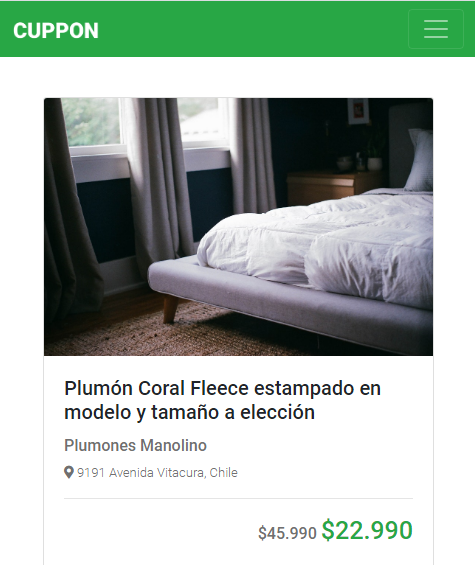 CUPPON
Plumón Coral Fleece estampado en
modelo y tamaño a elección
Plumones Manolino
9191 Avenida Vitacura, Chile
$45.990 $22.990